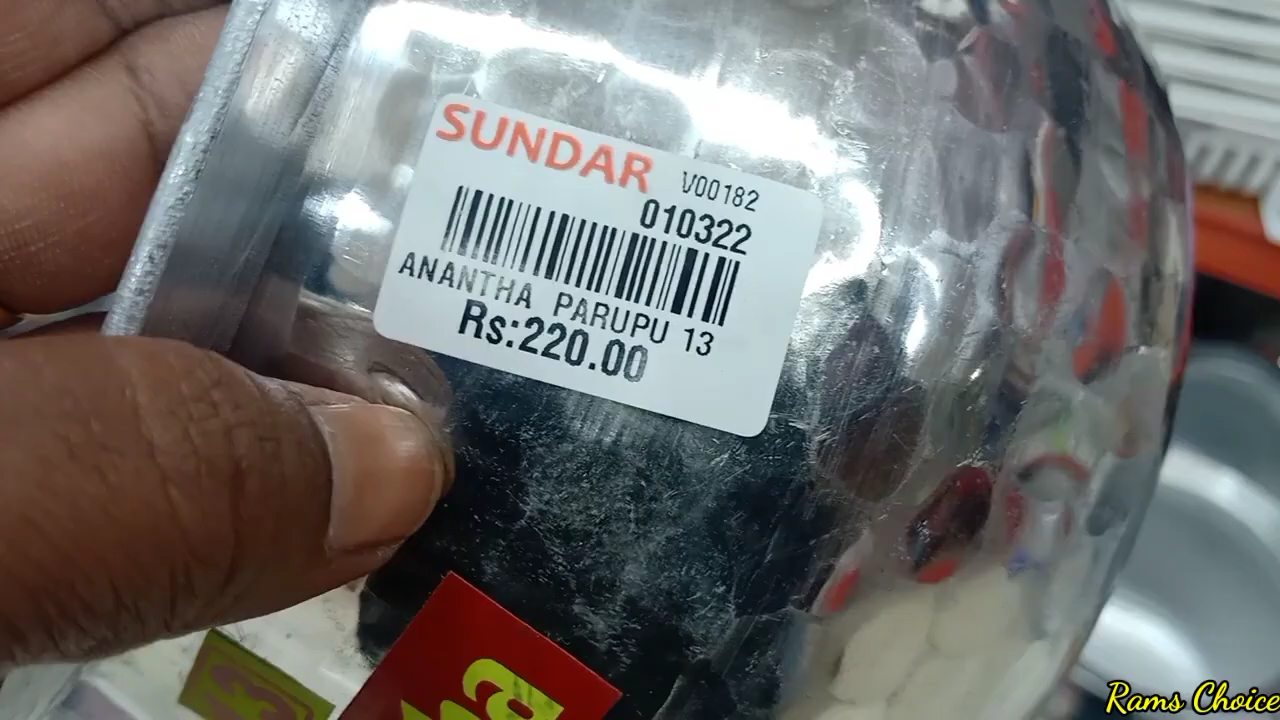 SUNDAR
V00182
010322
ANANTHA PARUPU 13
Rs:220.00
Rams Choice